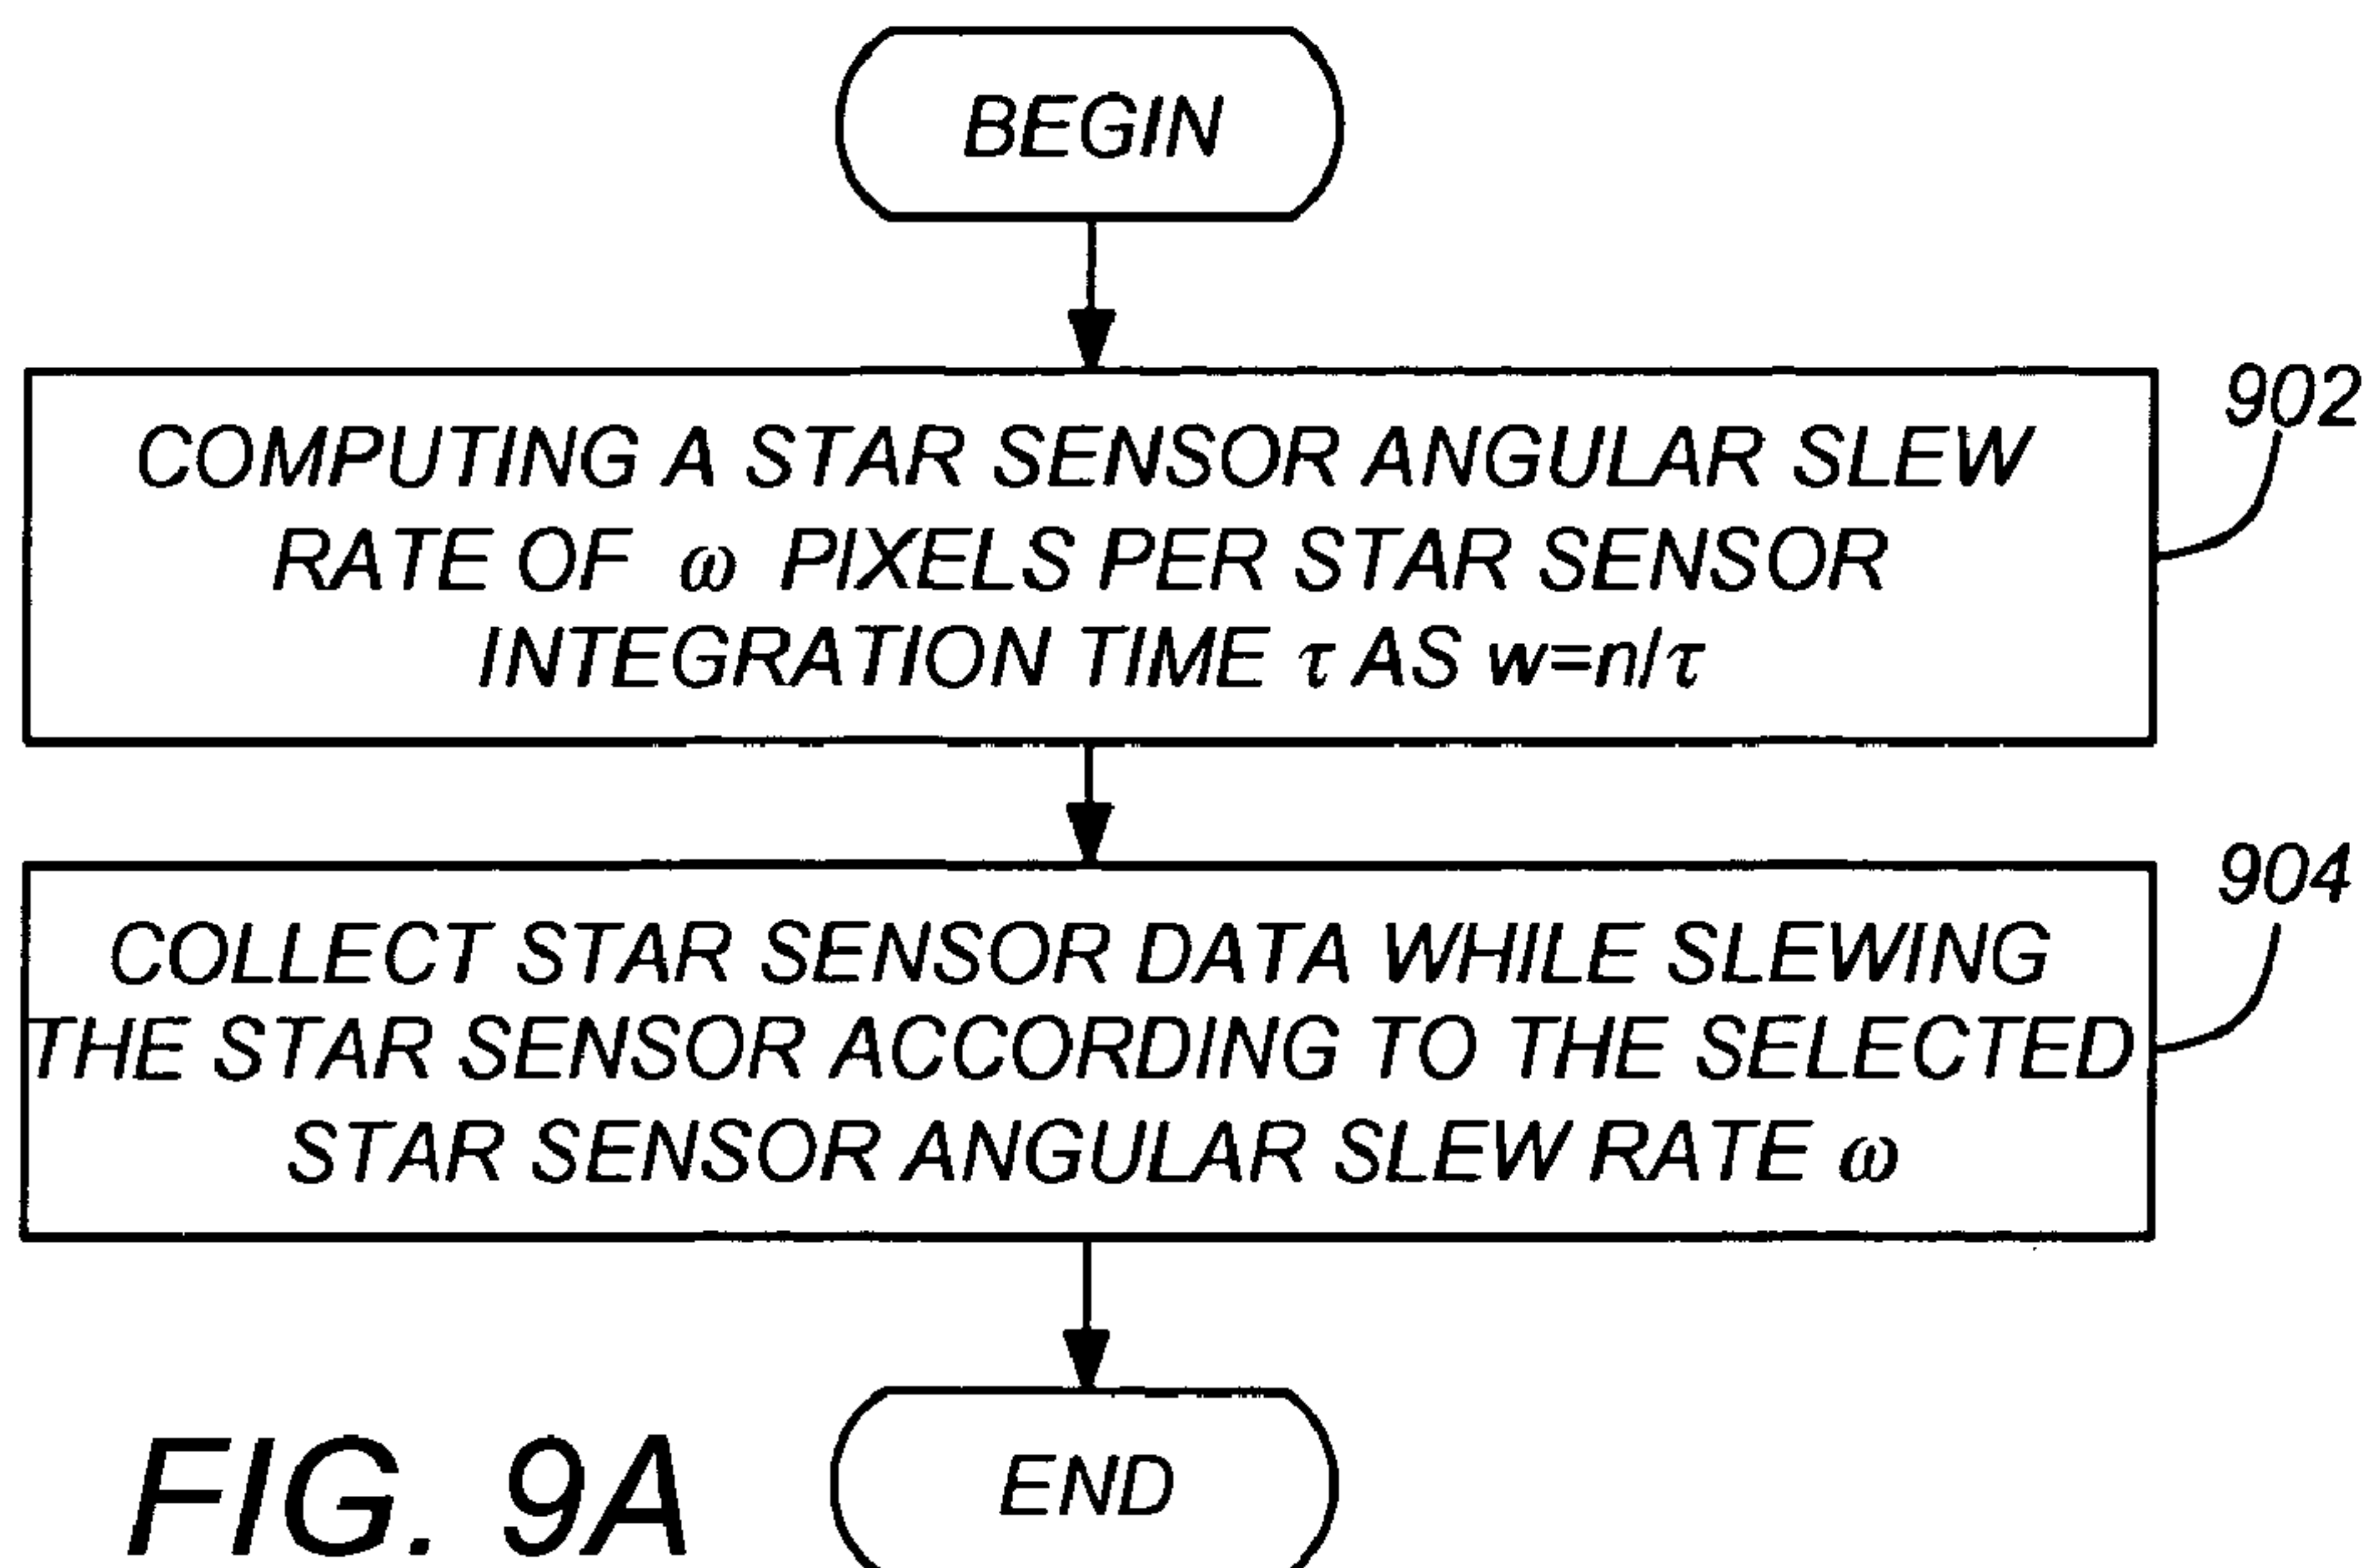 BEGIN
902
COMPUTING A STAR SENSOR ANGULAR SLEW
RATE OF ω PIXELS PER STAR SENSOR
INTEGRATION TIME τ AS w=n/τ
904
COLLECT STAR SENSOR DATA WHILE SLEWING
THE STAR SENSOR ACCORDING TO THE SELECTED
STAR SENSOR ANGULAR SLEW RATE ω
END
FIG. 9A